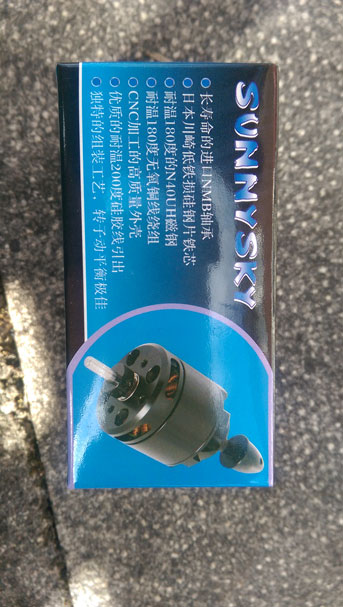 SUNNYSKY
长寿命的进口NMB轴承
日本川崎低铁损硅钢片铁芯
耐温180度的N40UH磁钢
耐温180度无氧铜线绕组
CNC加工的高质量外壳
优质的耐温200度硅胶线引出
独特的组装工艺，转子动平衡极佳